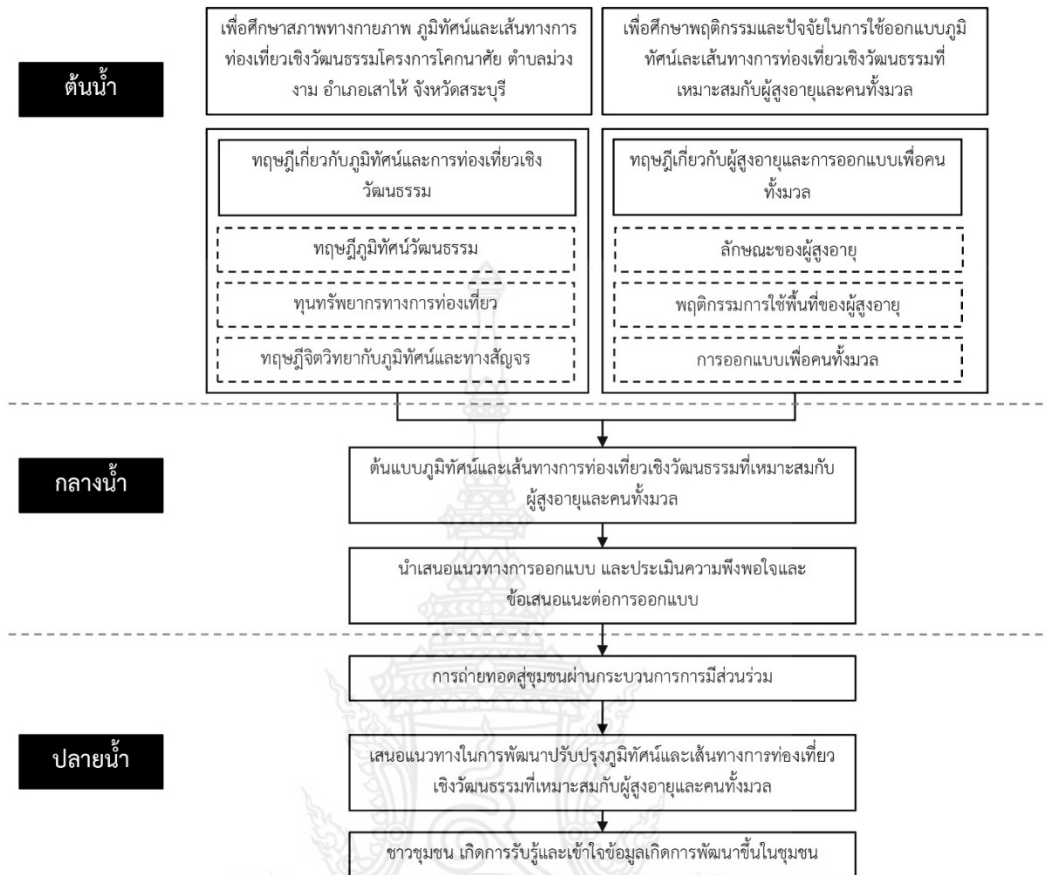 ต้นน้ำ
เพื่อศึกษาสภาพทางกายภาพ ภูมิทัศน์และเส้นทางการ
ท่องเที่ยวเชิงวัฒนธรรมโครงการโคกนาศัย ตำบลม่วง
งาม อำเภอเสาไห้ จังหวัดสระบุรี
เพื่อศึกษาพฤติกรรมและปัจจัยในการใช้ออกแบบภูมิ
ทัศน์และเส้นทางการท่องเที่ยวเชิงวัฒนธรรมที่
เหมาะสมกับผู้สูงอายุและคนทั้งมวล
ทฤษฎีเกี่ยวกับภูมิทัศน์และการท่องเที่ยวเชิง
วัฒนธรรม
ทฤษฎีภูมิทัศน์วัฒนธรรม
ทุนทรัพยากรทางการท่องเที่ยว
ทฤษฎีจิตวิทยากับภูมิทัศน์และทางสัญจร
ทฤษฎีเกี่ยวกับผู้สูงอายุและการออกแบบเพื่อคน
ทั้งมวล
ลักษณะของผู้สูงอายุ
พฤติกรรมการใช้พื้นที่ของผู้สูงอายุ
การออกแบบเพื่อคนทั้งมวล
กลางน้ำ
ต้นแบบภูมิทัศน์และเส้นทางการท่องเที่ยวเชิงวัฒนธรรมที่เหมาะสมกับ
ผู้สูงอายุและคนทั้งมวล
นำเสนอแนวทางการออกแบบ และประเมินความพึงพอใจและ
ข้อเสนอแนะต่อการออกแบบ
ปลายน้ำ
การถ่ายทอดสู่ชุมชนผ่านกระบวนการการมีส่วนร่วม
เสนอแนวทางในการพัฒนาปรับปรุงภูมิทัศน์และเส้นทางการท่องเที่ยว
เชิงวัฒนธรรมที่เหมาะสมกับผู้สูงอายุและคนทั้งมวล
ชาวชุมชน เกิดการรับรู้และเข้าใจข้อมูลเกิดการพัฒนาขึ้นในชุมชน